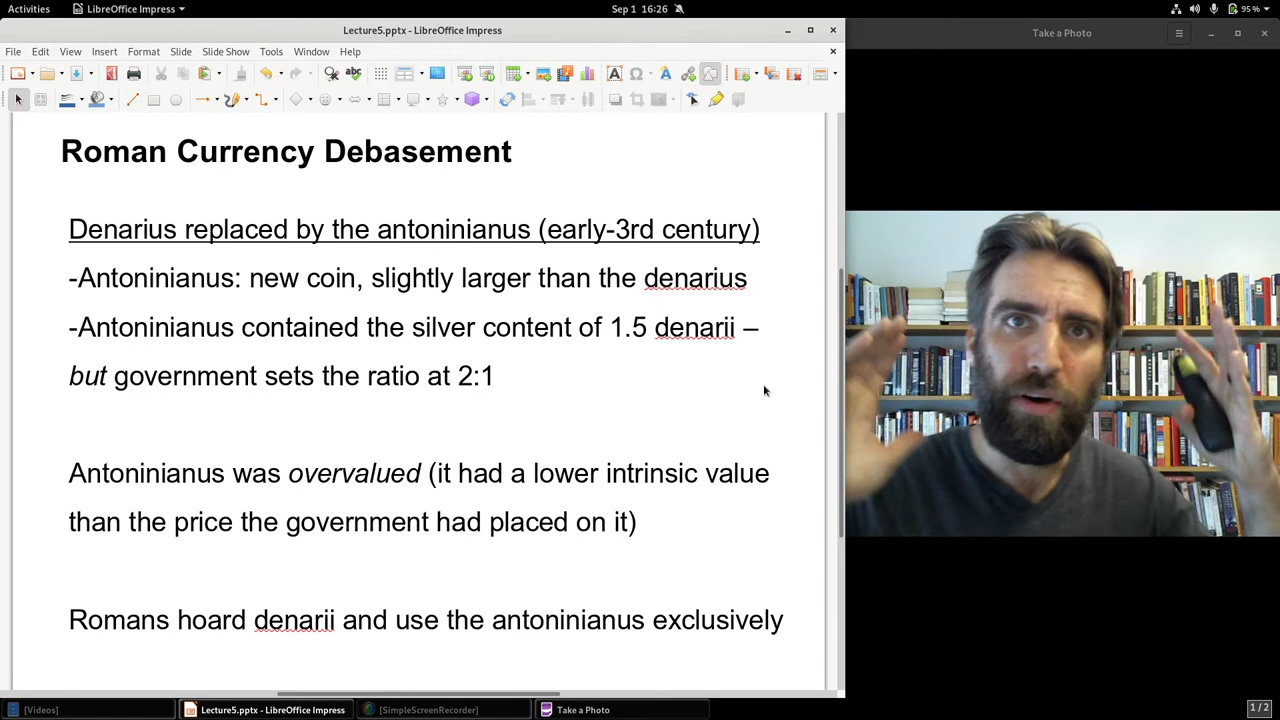 Activities LibreOffice Impress Sep 1 16:26 95%
Lecture5.pptx - LibreOffice Impress
Take a Photo
File Edit View Insert Format Slide Slide Show Tools Window Help
Roman Currency Debasement
Denarius replaced by the antoninianus (early-3rd century)
-Antoninianus: new coin, slightly larger than the denarius
-Antoninianus contained the silver content of 1.5 denarii –
but government sets the ratio at 2:1
Antoninianus was overvalued (it had a lower intrinsic value
than the price the government had placed on it)
Romans hoard denarii and use the antoninianus exclusively
[Videos] Lecture5.pptx - LibreOffice Impress [SimpleScreenRecorder] Take a Photo 1/2